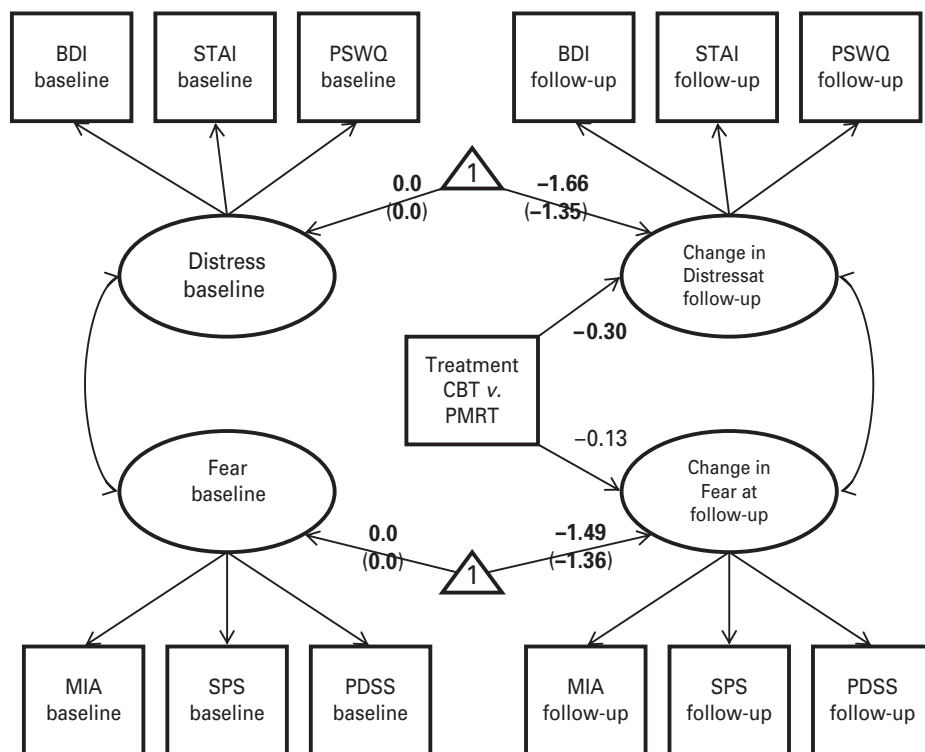 BDI
baseline
STAI
baseline
PSWQ
baseline
BDI
follow-up
STAI
follow-up
PSWQ
follow-up
1
0.0
(0.0)
−1.66
(−1.35)
Distress
baseline
Change in
Distressat
follow-up
−0.30
Treatment
CBT v.
PMRT
−0.13
Fear
baseline
Change in
Fear at
follow-up
0.0
(0.0)
−1.49
(−1.36)
1
MIA
baseline
SPS
baseline
PDSS
baseline
MIA
follow-up
SPS
follow-up
PDSS
follow-up